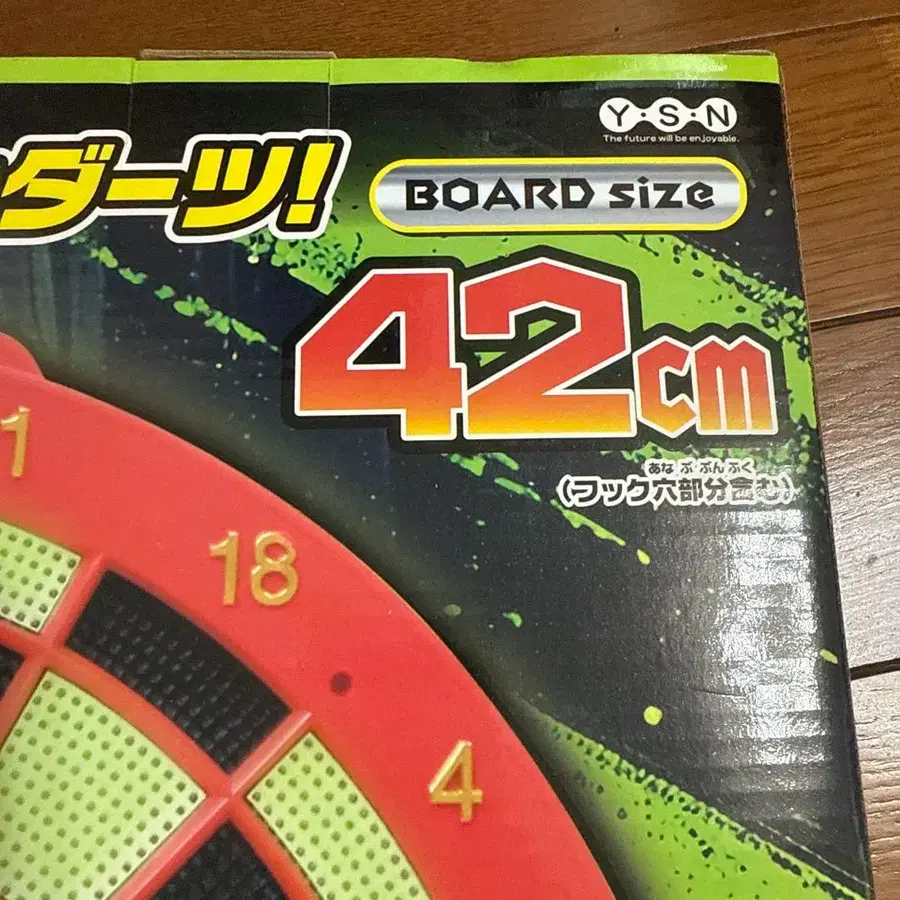 Y·S·N
The future will be enjoyable.
ダーツ!
BOARD size
42cm
あな ぶ ぶん ふく
(フック穴部分含む)
1
18
4